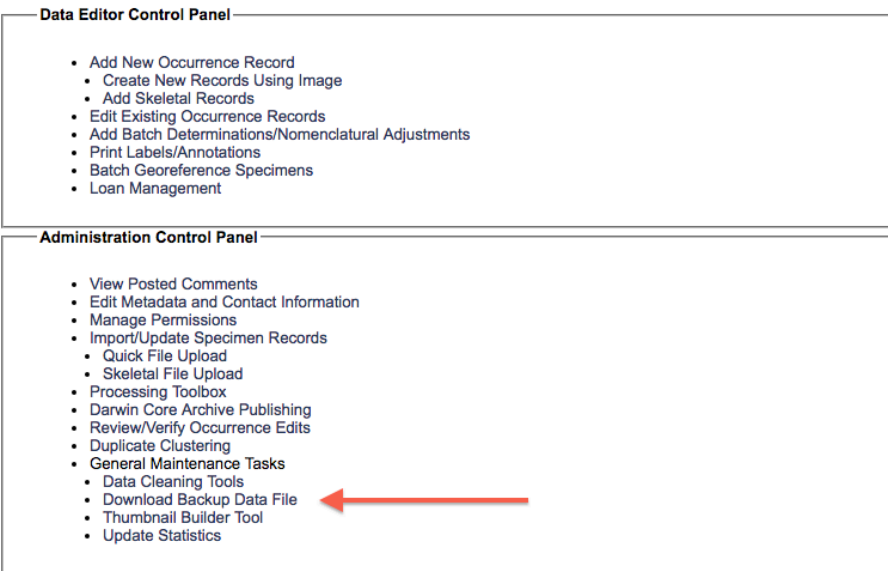 Data Editor Control Panel
Add New Occurrence Record
Create New Records Using Image
Add Skeletal Records
Edit Existing Occurrence Records
Add Batch Determinations/Nomenclatural Adjustments
Print Labels/Annotations
Batch Georeference Specimens
Loan Management
Administration Control Panel
View Posted Comments
Edit Metadata and Contact Information
Manage Permissions
Import/Update Specimen Records
Quick File Upload
Skeletal File Upload
Processing Toolbox
Darwin Core Archive Publishing
Review/Verify Occurrence Edits
Duplicate Clustering
General Maintenance Tasks
Data Cleaning Tools
Download Backup Data File
Thumbnail Builder Tool
Update Statistics